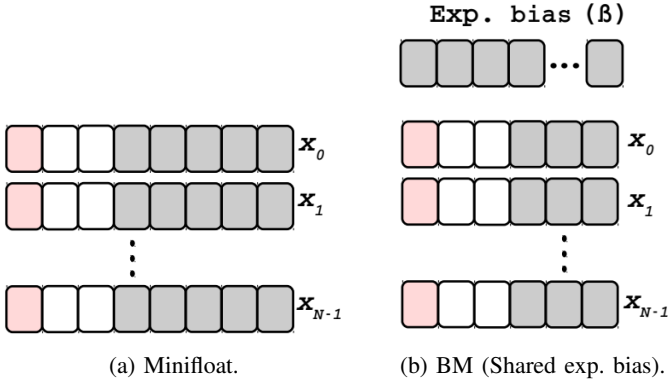 Exp. bias (ß)
x0
x1
xN-1
(a) Minifloat.
x0
x1
xN-1
(b) BM (Shared exp. bias).